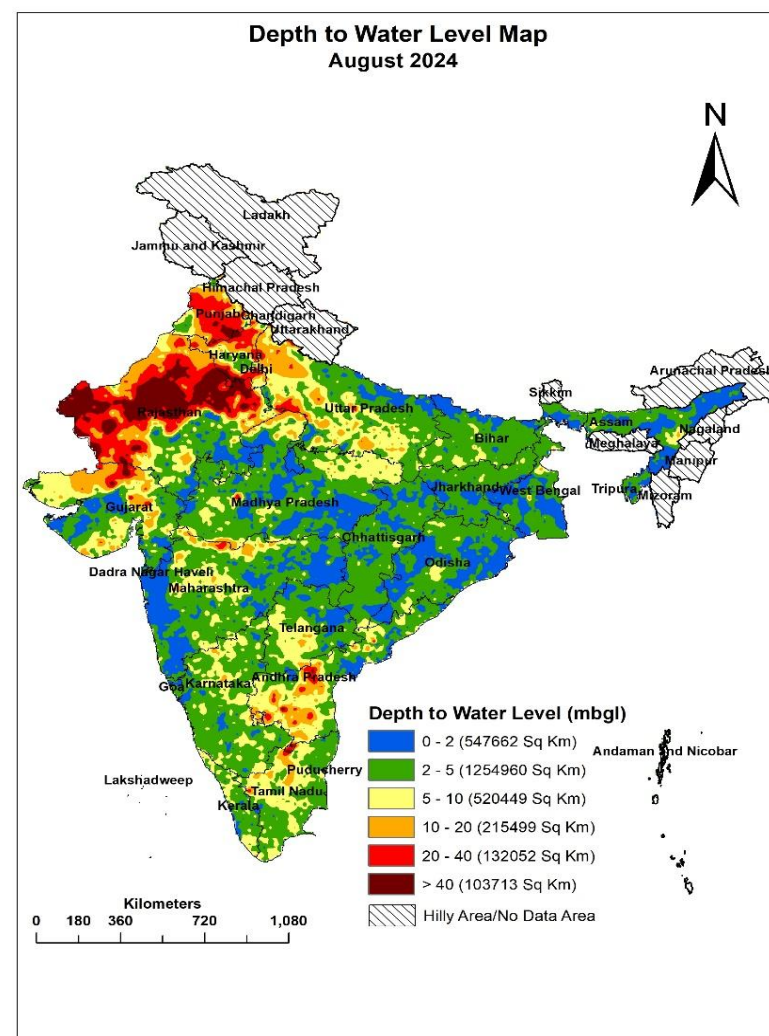 Depth to Water Level Map
August 2024
N
Ladakh
Jammu and Kashmir
Himachal Pradesh
Punjab
Chandigarh
Uttarakhand
Haryana
Delhi
Arunachal Pradesh
Sikkim
Rajasthan
Uttar Pradesh
Assam
Nagaland
Bihar
Meghalaya
Manipur
Jharkhand
West Bengal
Tripura
Mizoram
Gujarat
Madhya Pradesh
Chhattisgarh
Odisha
Dadra Nagar Haveli
Maharashtra
Telangana
Goa
Karnataka
Andhra Pradesh
Depth to Water Level (mbgl)
0 - 2 (547662 Sq Km)
2 - 5 (1254960 Sq Km)
5 - 10 (520449 Sq Km)
10 - 20 (215499 Sq Km)
20 - 40 (132052 Sq Km)
> 40 (103713 Sq Km)
Hilly Area/No Data Area
Andaman and Nicobar
Puducherry
Lakshadweep
Tamil Nadu
Kerala
Kilometers
0 180 360 720 1,080